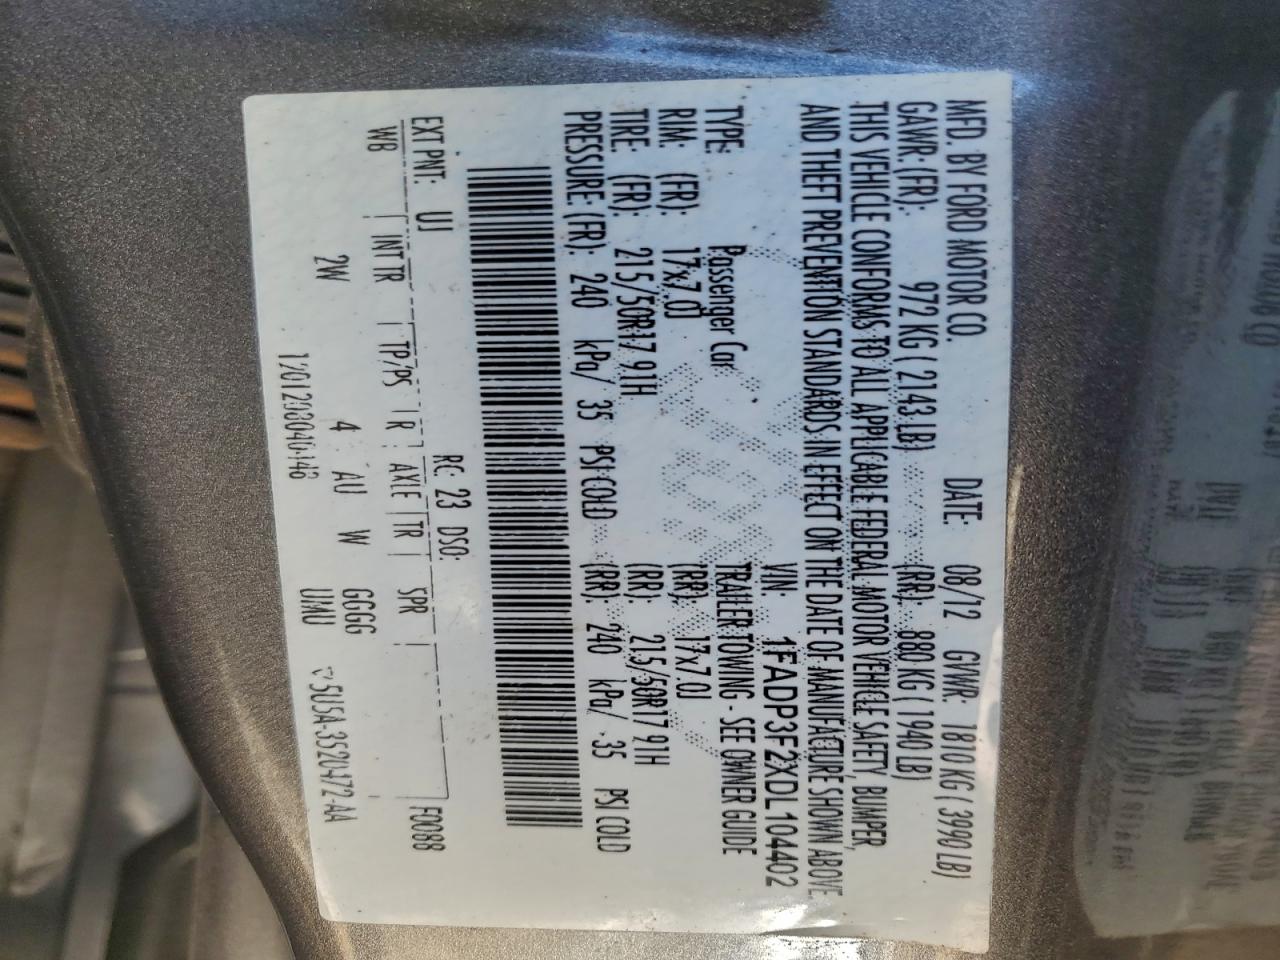 MFD. BY FORD MOTOR CO. DATE: 08/12 GVWR: 1810 KG ( 3990 LB)
GAWR: (FR): 972 KG ( 2143 LB) (RR): 880 KG ( 1940 LB)
THIS VEHICLE CONFORMS TO ALL APPLICABLE FEDERAL MOTOR VEHICLE SAFETY, BUMPER,
AND THEFT PREVENTION STANDARDS IN EFFECT ON THE DATE OF MANUFACTURE SHOWN ABOVE
VIN: 1FADP3F2XDL104402
TYPE: Passenger Car TRAILER TOWING - SEE OWNER GUIDE
RIM: (FR): 17x7.0J (RR): 17x7.0J
TIRE: (FR): 215/50R17 91H (RR): 215/50R17 91H
PRESSURE: (FR): 240 kPa/ 35 PSI COLD (RR): 240 kPa/ 35 PSI COLD
RC: 23 DSO:
EXT PNT: UJ F0088
WB | INT TR | TP/PS | R | AXLE | TR | SPR |
4 AU W GGGG
2W UIMU
▽5U5A-3520472-AA